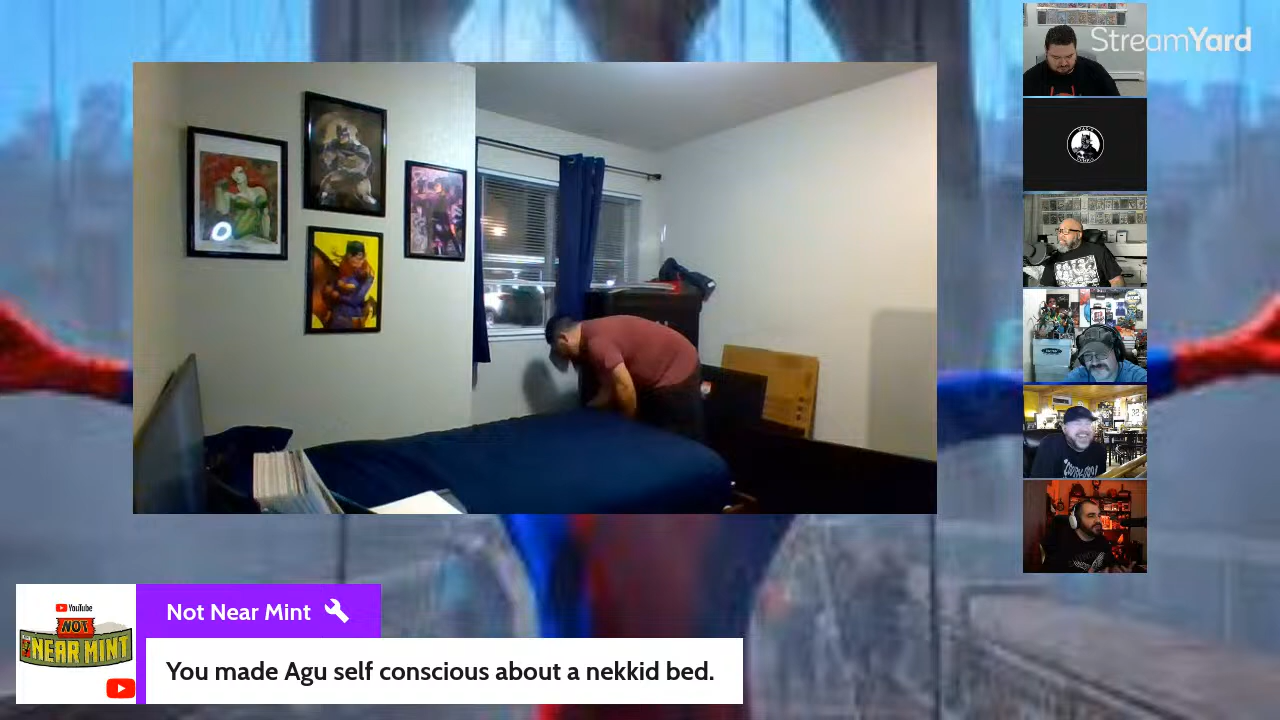 StreamYard
YouTube
NOT
NEAR MINT
Not Near Mint
You made Agu self conscious about a nekkid bed.